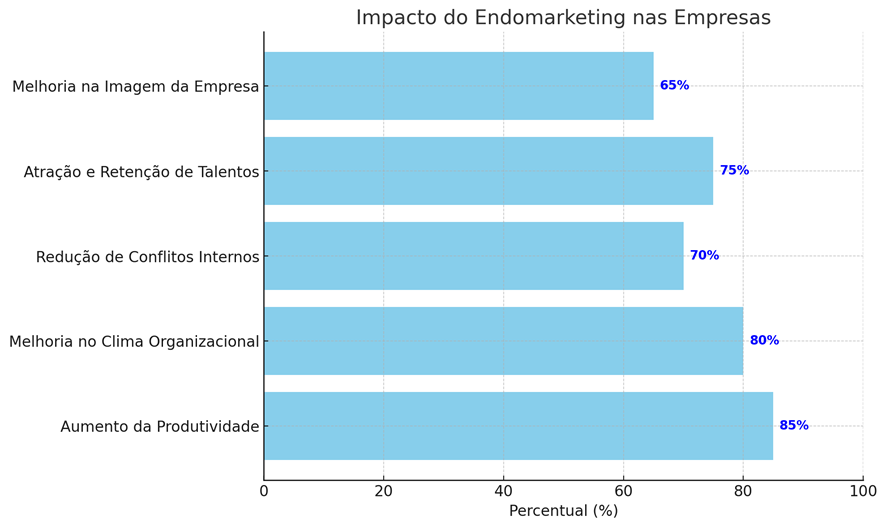 Impacto do Endomarketing nas Empresas
Melhoria na Imagem da Empresa
65%
Atração e Retenção de Talentos
75%
Redução de Conflitos Internos
70%
Melhoria no Clima Organizacional
80%
Aumento da Produtividade
85%
0 20 40 60 80 100
Percentual (%)